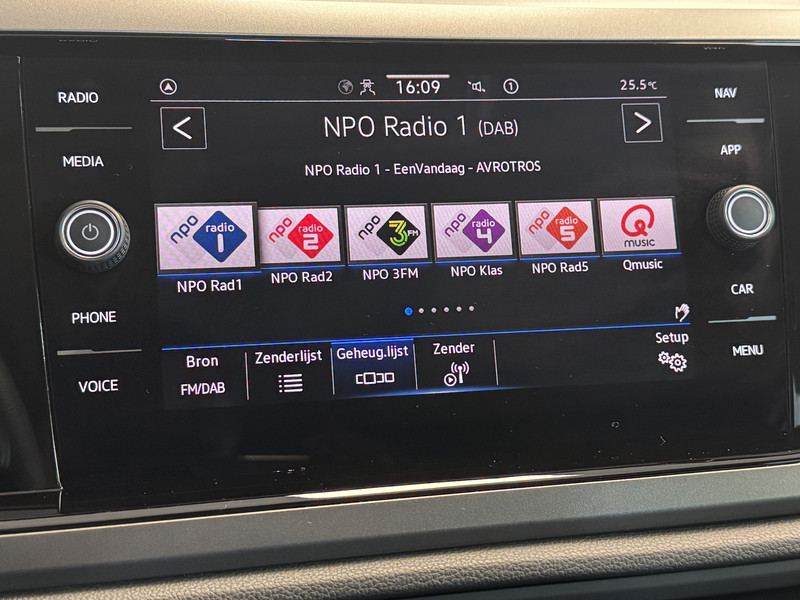 RADIO
MEDIA
PHONE
VOICE
16:09
1
25.5°C
NPO Radio 1 (DAB)
NPO Radio 1 - EenVandaag - AVROTROS
npo radio 1
npo radio 2
npo 3FM
npo radio 4
npo radio 5
Q MUSIC
NPO Rad1
NPO Rad2
NPO 3FM
NPO Klas
NPO Rad5
Qmusic
Bron
FM/DAB
Zenderlijst
Geheug.lijst
Zender
Setup
NAV
APP
CAR
MENU